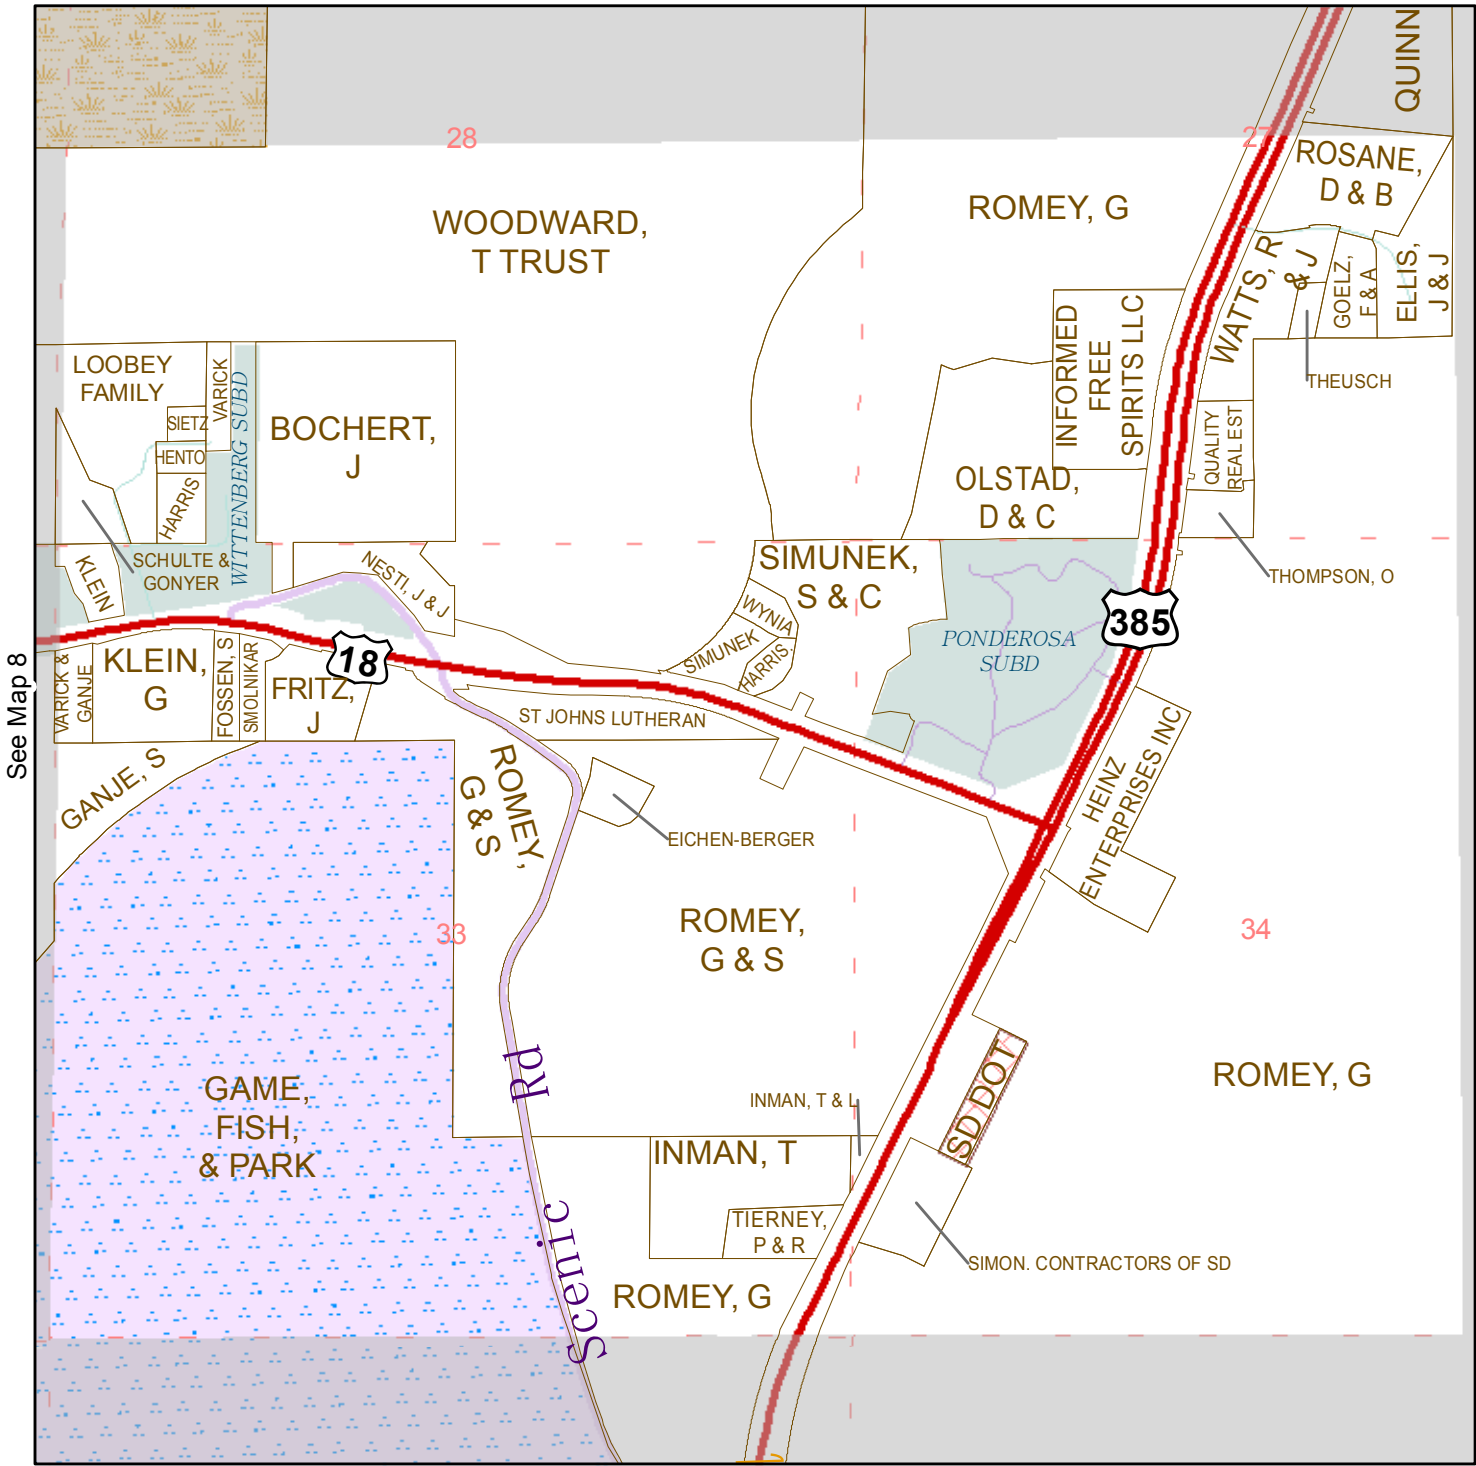 QUINN
28
27
ROSANE,
D & B
WOODWARD,
T TRUST
ROMEY, G
WATTS, R
& J
GOELZ,
F & A
ELLIS,
J & J
INFORMED
FREE
SPIRITS LLC
THEUSCH
LOOBEY
FAMILY
VARICK
SIETZ
HENTO
HARRIS
WITTENBERG SUBD
BOCHERT,
J
QUALITY
REAL EST
OLSTAD,
D & C
THOMPSON, O
SCHULTE &
GONYER
KLEIN
NESTI, J & J
SIMUNEK,
S & C
WYNIA
SIMUNEK
HARRIS.
PONDEROSA
SUBD
385
18
See Map 8
VARICK &
GANJE
KLEIN,
G
FOSSEN, S
SMOLNIKAR
FRITZ,
J
ST JOHNS LUTHERAN
HEINZ
ENTERPRISES INC
GANJE, S
ROMEY,
G & S
EICHEN-BERGER
33
ROMEY,
G & S
34
GAME,
FISH,
& PARK
Scenic Rd
SD DOT
ROMEY, G
INMAN, T & L
INMAN, T
TIERNEY,
P & R
SIMON. CONTRACTORS OF SD
ROMEY, G